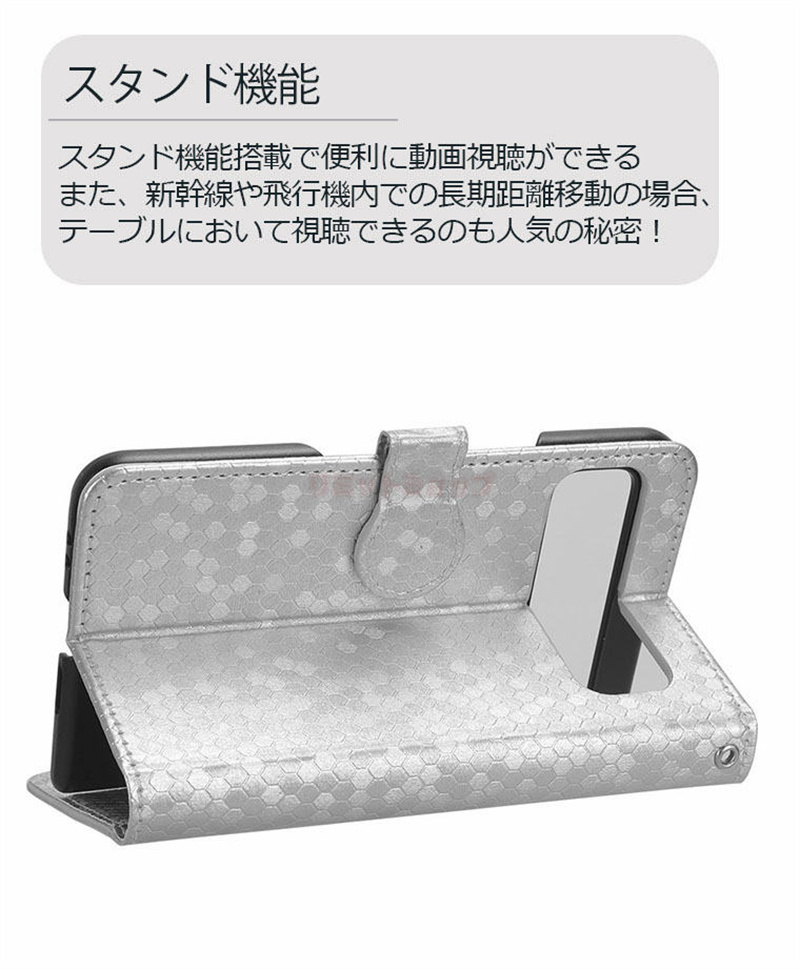 スタンド機能
スタンド機能搭載で便利に動画視聴ができる
また、新幹線や飛行機内での長期距離移動の場合、
テーブルにおいて視聴できるのも人気の秘密！